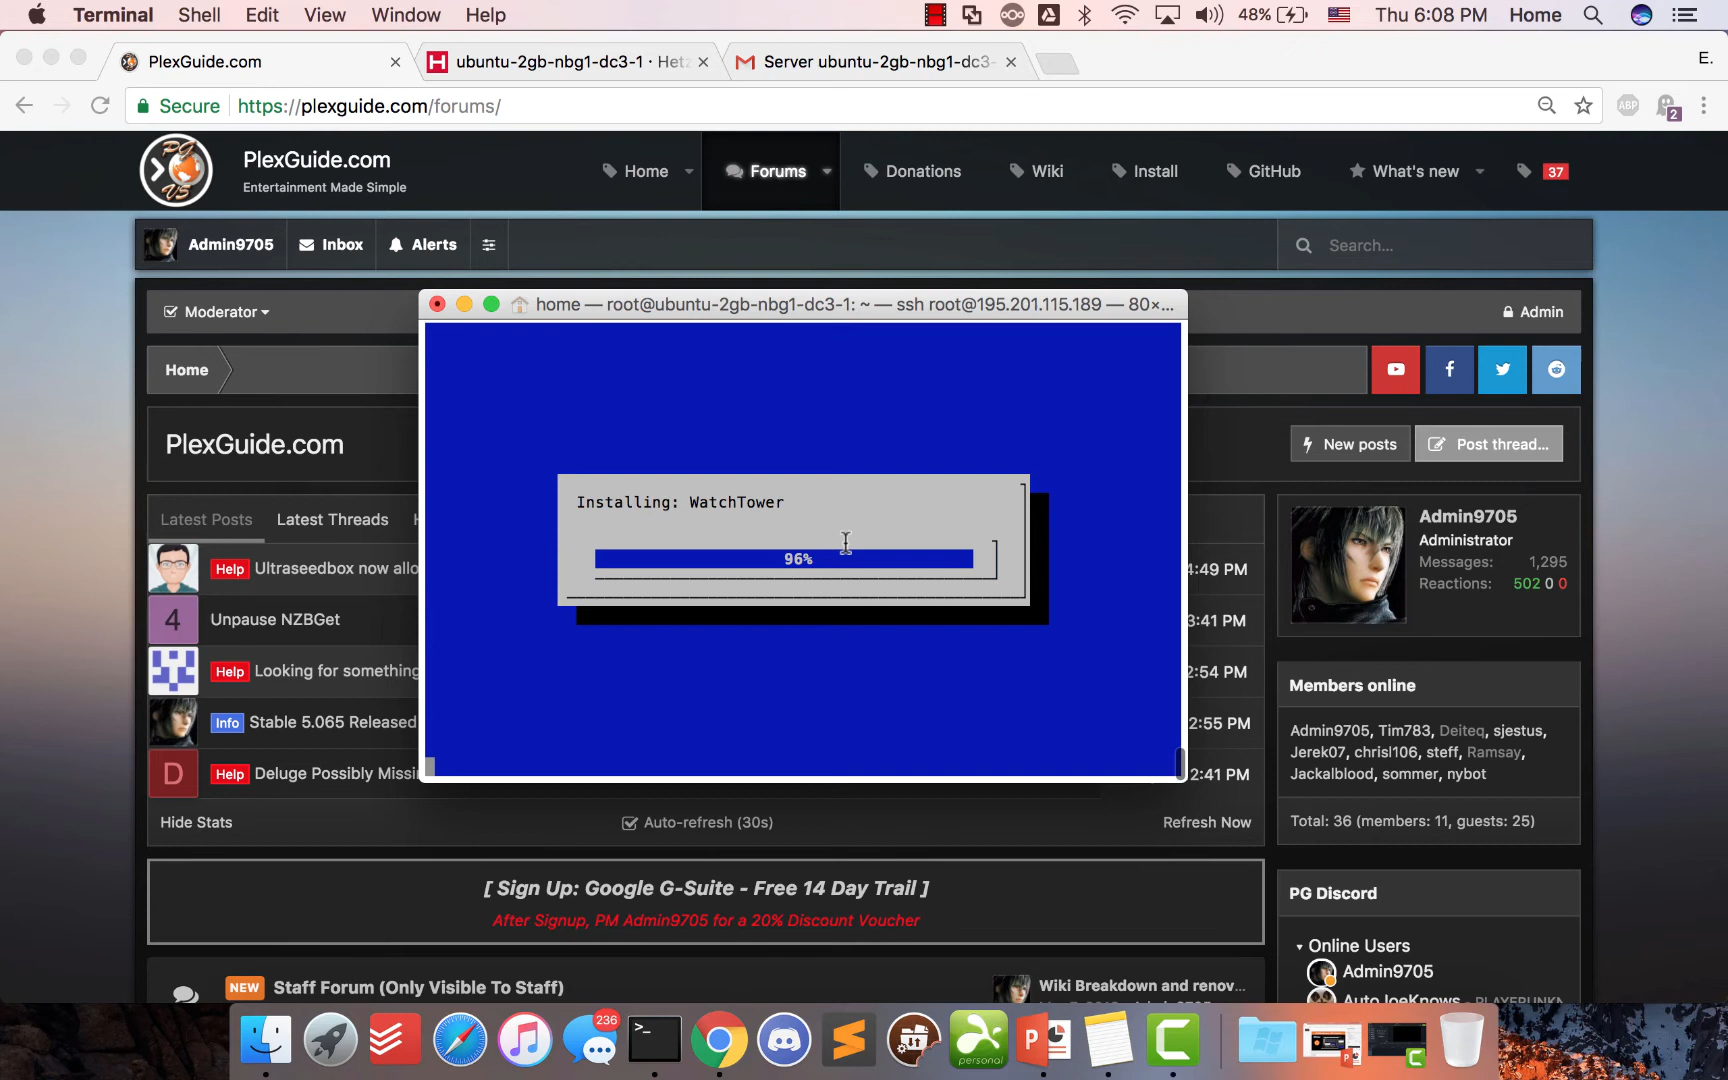 Terminal Shell Edit View Window Help 48% Thu 6:08 PM Home
PlexGuide.com ubuntu-2gb-nbg1-dc3-1 · Hetz Server ubuntu-2gb-nbg1-dc3- E.
Secure https://plexguide.com/forums/ ABP 2
PG V5
PlexGuide.com
Entertainment Made Simple
Home Forums Donations Wiki Install GitHub What's new 37
Admin9705 Inbox Alerts Search...
home — root@ubuntu-2gb-nbg1-dc3-1: ~ — ssh root@195.201.115.189 — 80×...
Moderator Admin
Home
PlexGuide.com New posts Post thread...
Installing: WatchTower
96%
Latest Posts Latest Threads
Help Ultraseedbox now allo 4:49 PM
4 Unpause NZBGet 3:41 PM
Help Looking for something 2:54 PM
Info Stable 5.065 Released 2:55 PM
D Help Deluge Possibly Missi 2:41 PM
Hide Stats Auto-refresh (30s) Refresh Now
Admin9705
Administrator
Messages: 1,295
Reactions: 502 0 0
Members online
Admin9705, Tim783, Deiteq, sjestus,
Jerek07, chrisl106, steff, Ramsay,
Jackalblood, sommer, nybot
Total: 36 (members: 11, guests: 25)
[ Sign Up: Google G-Suite - Free 14 Day Trail ]
After Signup, PM Admin9705 for a 20% Discount Voucher
PG Discord
Online Users
Admin9705
AutoJoeKnows
NEW Staff Forum (Only Visible To Staff) Wiki Breakdown and renov...
236
personal